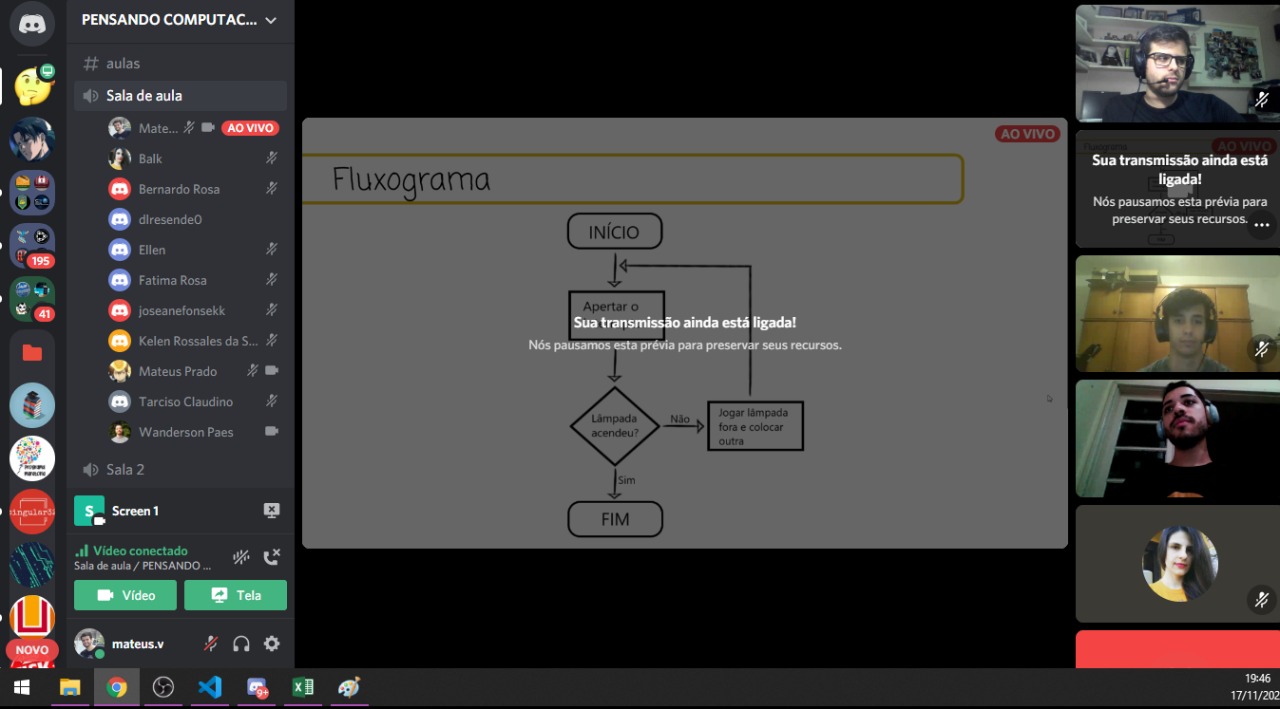 PENSANDO COMPUTAC...
aulas
Sala de aula
Mate... AO VIVO
Balk
Bernardo Rosa
dlresende0
Ellen
Fatima Rosa
joseanefonsekk
Kelen Rossales da S...
Mateus Prado
Tarciso Claudino
Wanderson Paes
Sala 2
S Screen 1
Vídeo conectado
Sala de aula / PENSANDO ...
Vídeo
Tela
mateus.v
195
41
NOVO
AO VIVO
Fluxograma
INÍCIO
Apertar o
Sua transmissão ainda está ligada!
Nós pausamos esta prévia para preservar seus recursos.
Lâmpada
acendeu?
Não
Jogar lâmpada
fora e colocar
outra
Sim
FIM
Fluxograma
AO VIVO
Sua transmissão ainda está
ligada!
Nós pausamos esta prévia para
preservar seus recursos.
9+
19:46
17/11/202